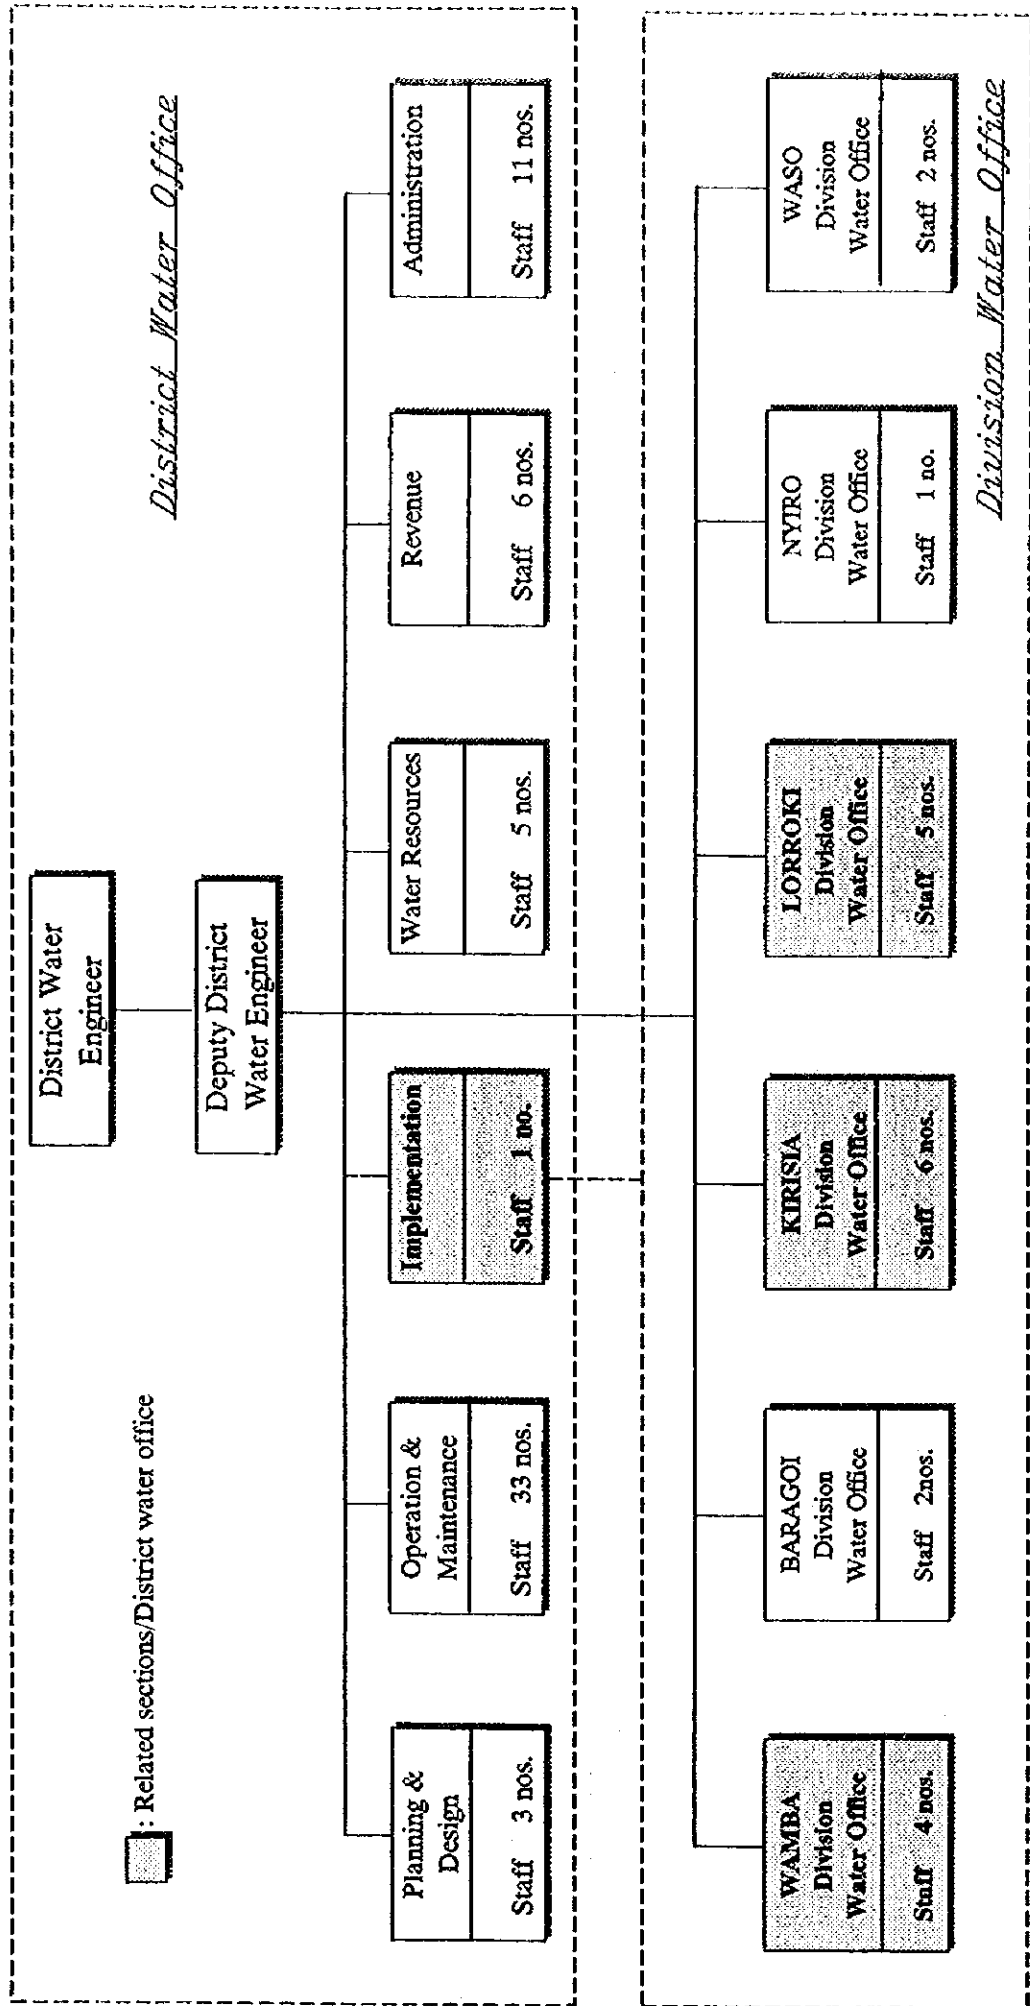 District Water Office
District Water
Engineer
Deputy District
Water Engineer
: Related sections/District water office
Planning &
Design
Staff 3 nos.
Operation &
Maintenance
Staff 33 nos.
Implementation
Staff 1 no.
Water Resources
Staff 5 nos.
Revenue
Staff 6 nos.
Administration
Staff 11 nos.
WAMBA
Division
Water Office
Staff 4 nos.
BARAGOI
Division
Water Office
Staff 2nos.
KIRISIA
Division
Water Office
Staff 6 nos.
LORROKI
Division
Water Office
Staff 5 nos.
NYIRO
Division
Water Office
Staff 1 no.
WASO
Division
Water Office
Staff 2 nos.
Division Water Office